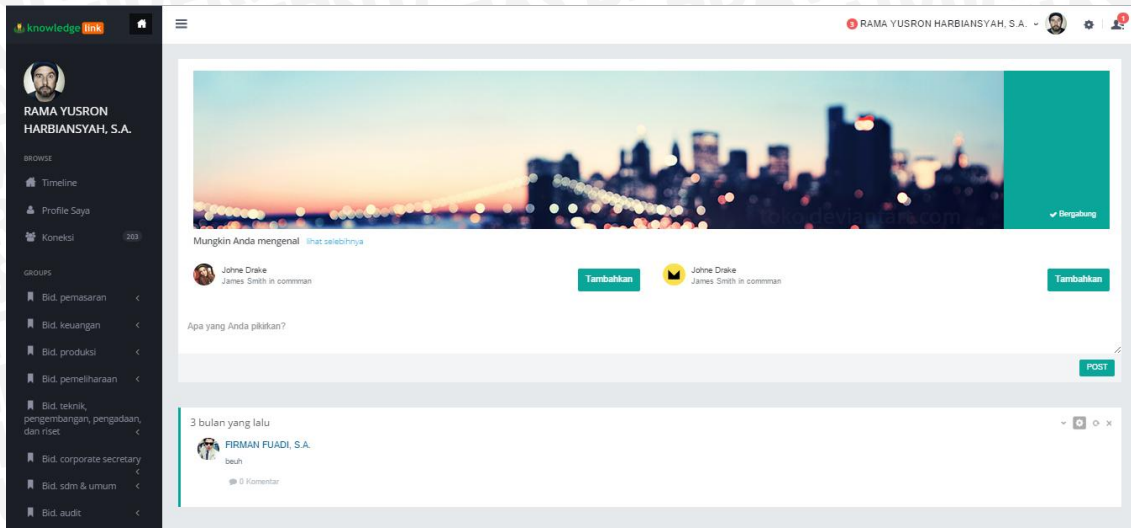 knowledge link
RAMA YUSRON
HARBIANSYAH, S.A.
BROWSE
Timeline
Profile Saya
Koneksi 203
GROUPS
Bid. pemasaran
Bid. keuangan
Bid. produksi
Bid. pemeliharaan
Bid. teknik,
pengembangan, pengadaan,
dan riset
Bid. corporate secretary
Bid. sdm & umum
Bid. audit
3 RAMA YUSRON HARBIANSYAH, S.A.
1
Bergabung
Mungkin Anda mengenal lihat selebihnya
Johne Drake
James Smith in commman
Tambahkan
Johne Drake
James Smith in commman
Tambahkan
Apa yang Anda pikirkan?
POST
3 bulan yang lalu
FIRMAN FUADI, S.A.
beuh
0 Komentar